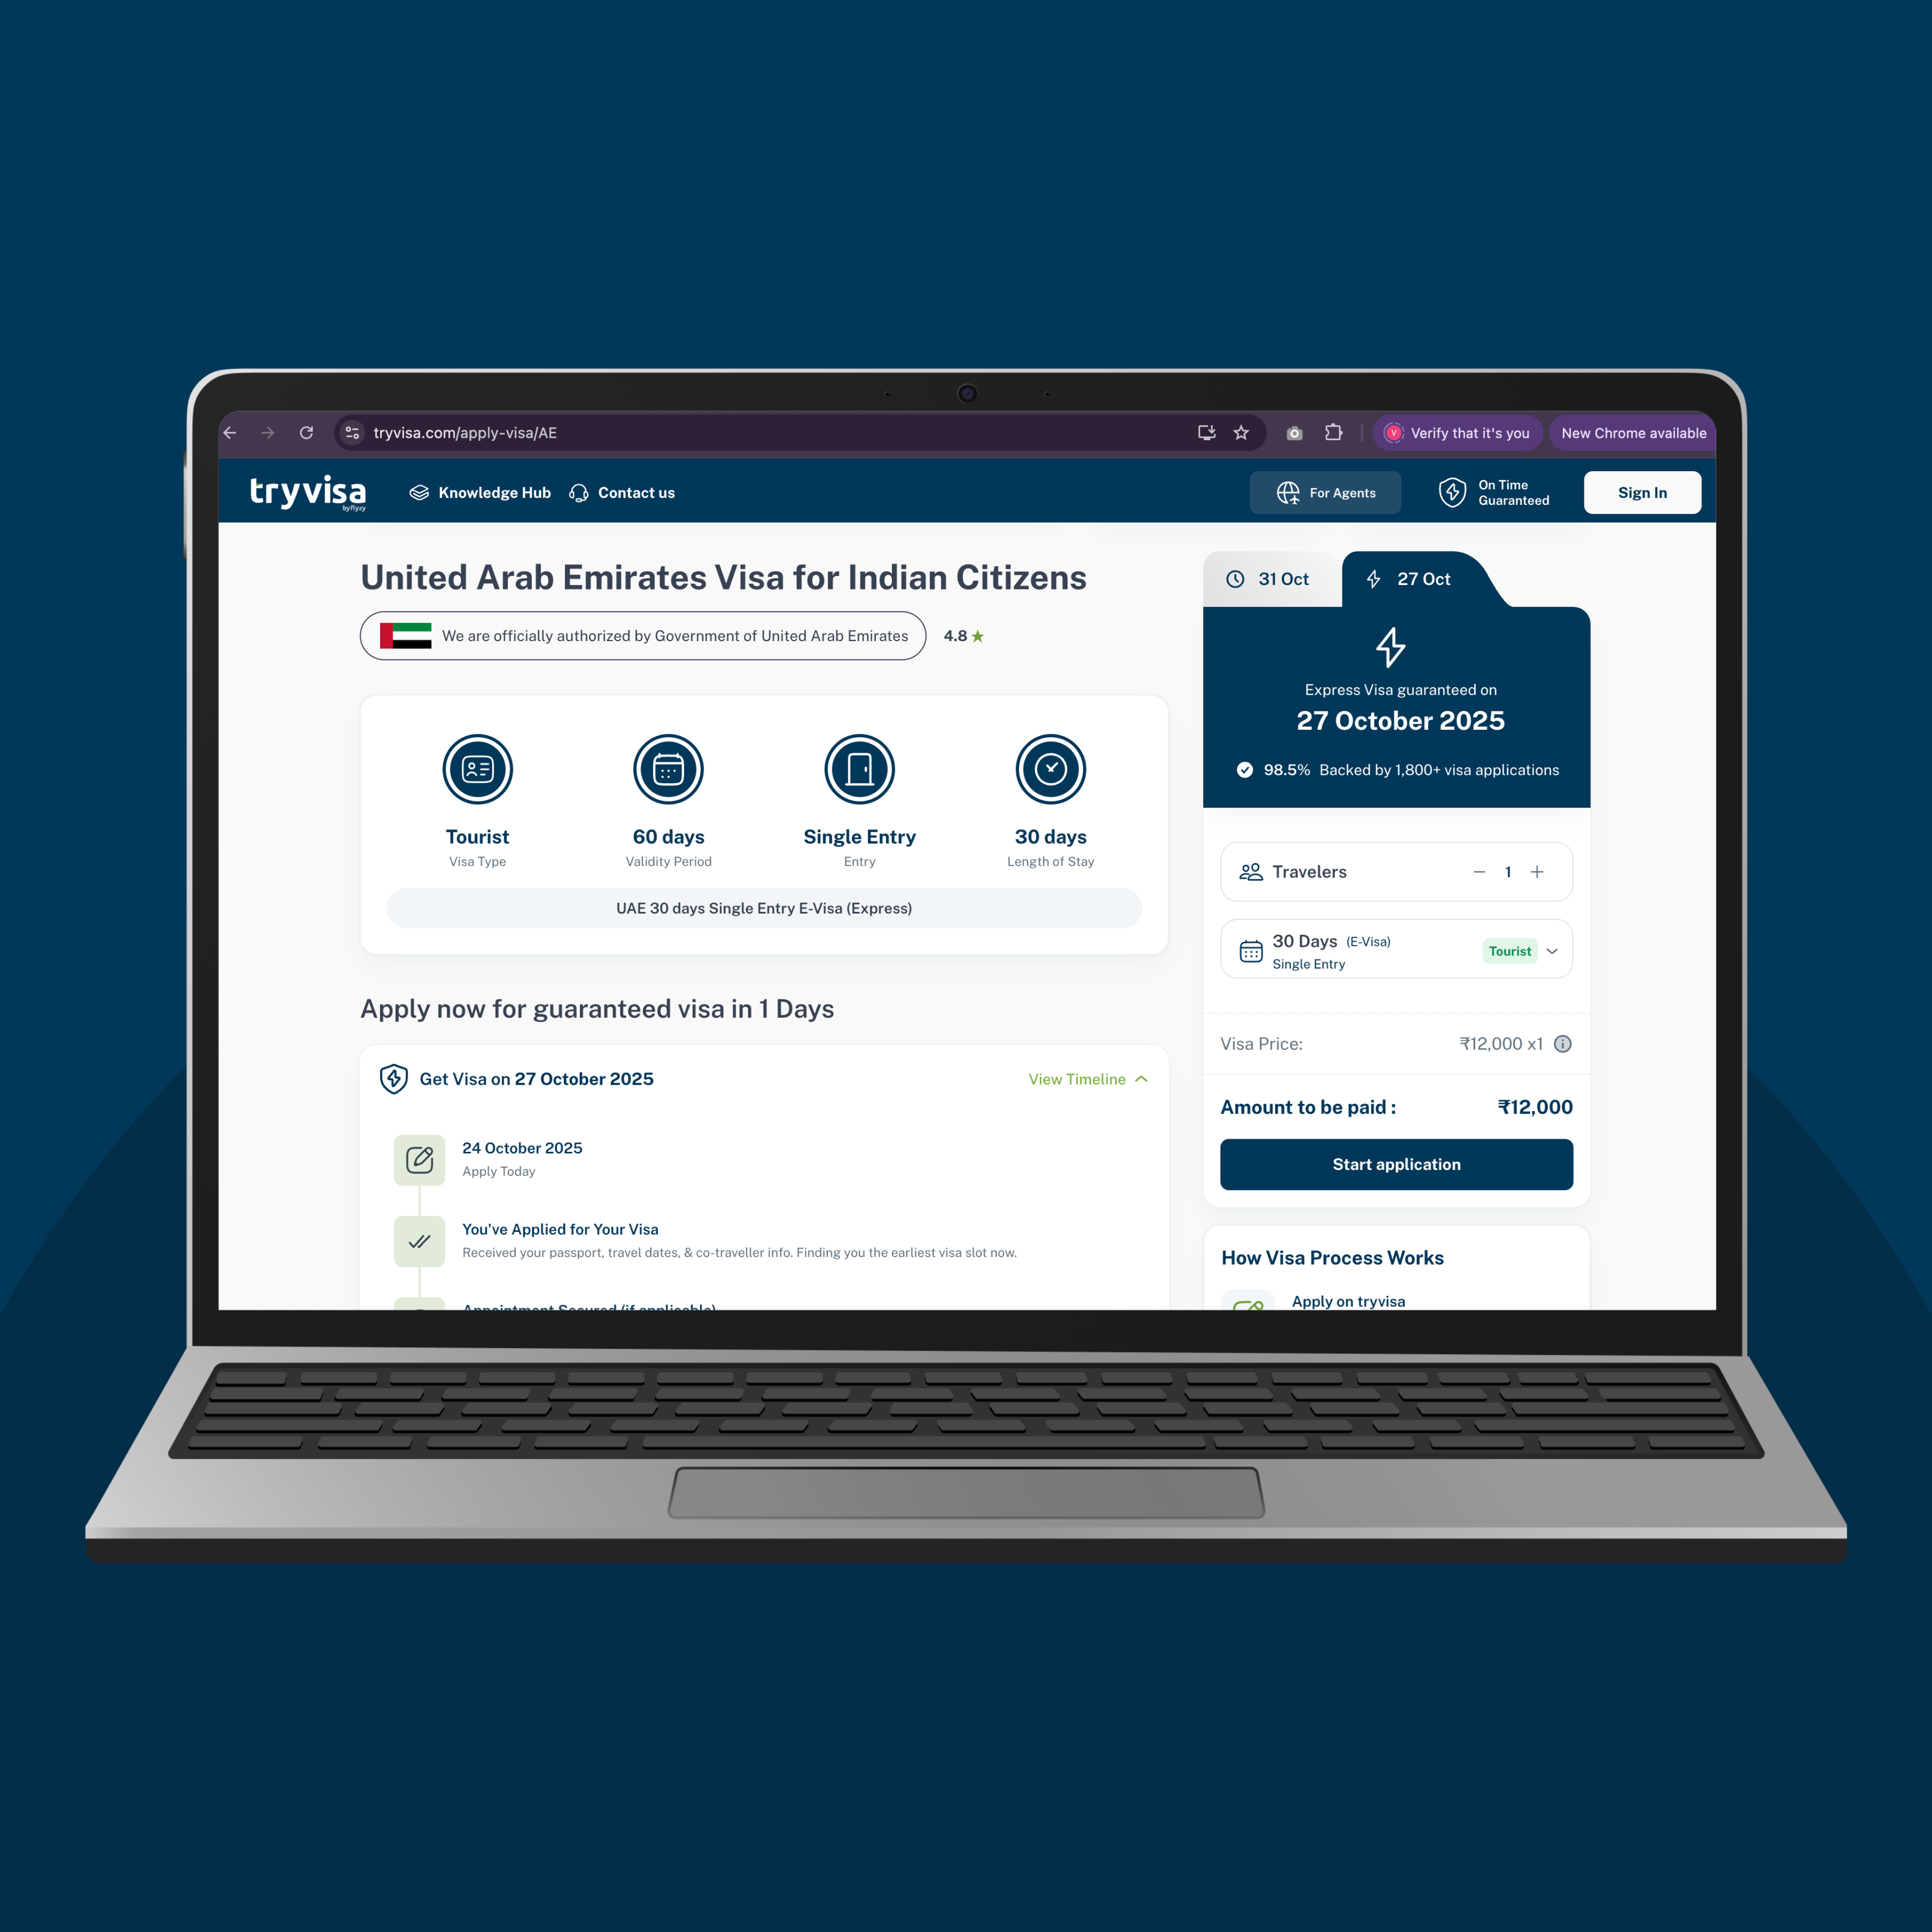 tryvisa.com/apply-visa/AE
Verify that it's you
New Chrome available
tryvisa
by flyzy
Knowledge Hub
Contact us
For Agents
On Time
Guaranteed
Sign In
United Arab Emirates Visa for Indian Citizens
We are officially authorized by Government of United Arab Emirates
4.8
Tourist
Visa Type
60 days
Validity Period
Single Entry
Entry
30 days
Length of Stay
UAE 30 days Single Entry E-Visa (Express)
Apply now for guaranteed visa in 1 Days
Get Visa on 27 October 2025
View Timeline
24 October 2025
Apply Today
You've Applied for Your Visa
Received your passport, travel dates, & co-traveller info. Finding you the earliest visa slot now.
Appointment Secured (if applicable)
31 Oct
27 Oct
Express Visa guaranteed on
27 October 2025
98.5% Backed by 1,800+ visa applications
Travelers
1
30 Days (E-Visa)
Single Entry
Tourist
Visa Price:
₹12,000 x1
Amount to be paid :
₹12,000
Start application
How Visa Process Works
Apply on tryvisa